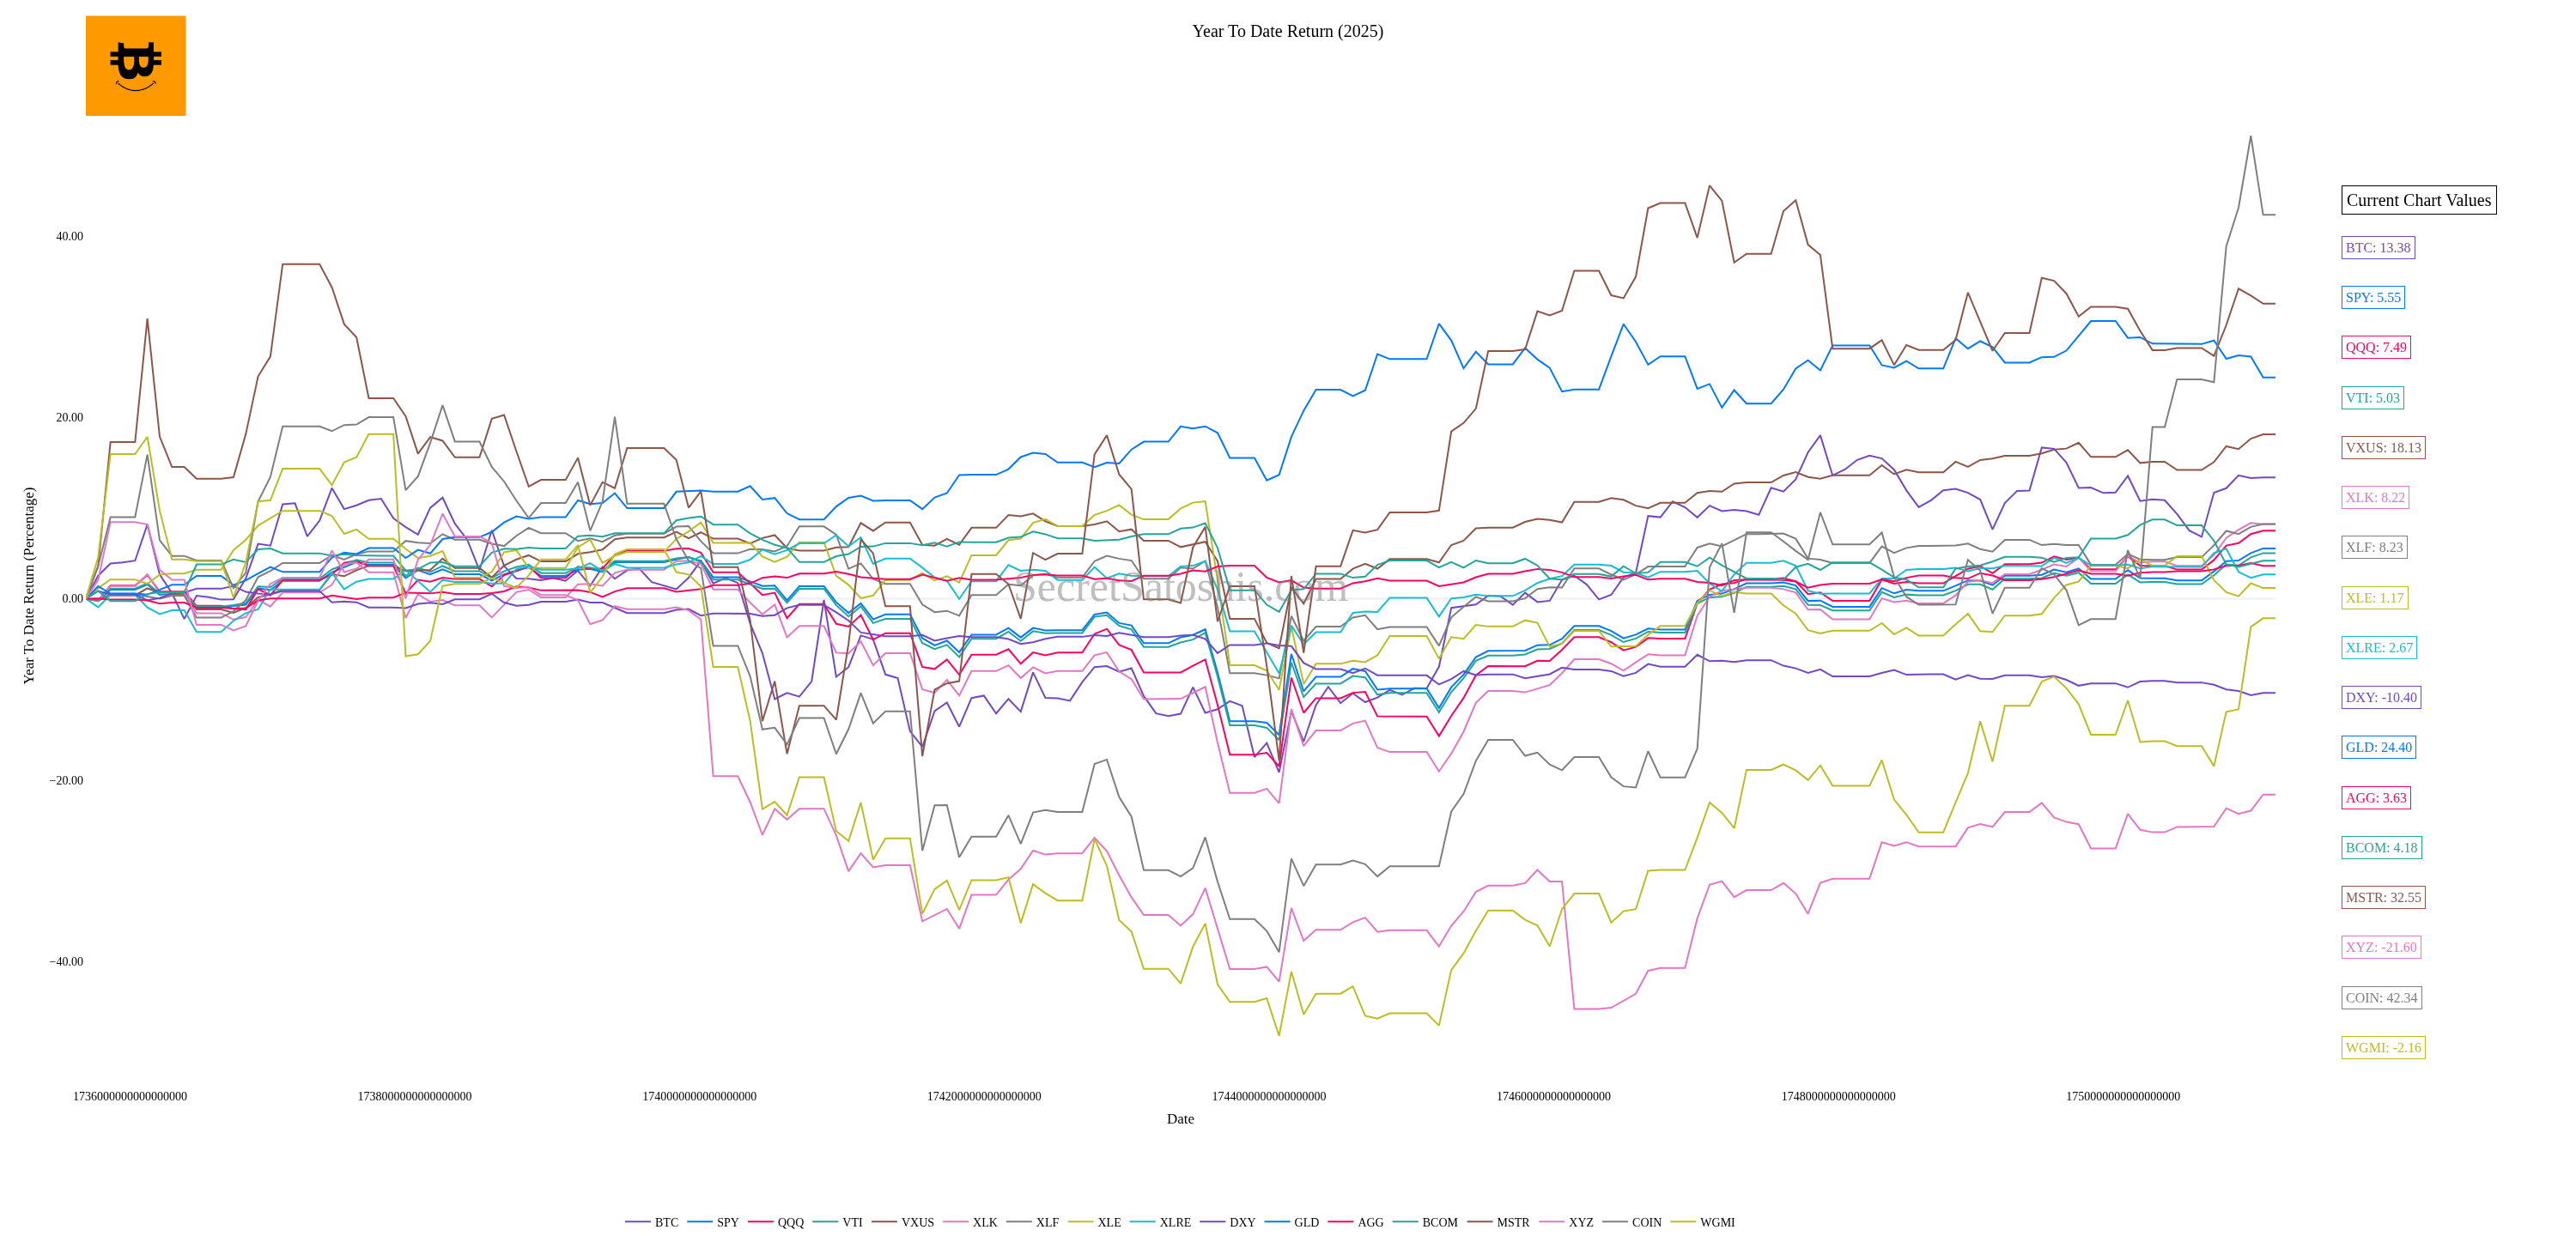 Year To Date Return (2025)
Current Chart Values
BTC: 13.38
SPY: 5.55
QQQ: 7.49
VTI: 5.03
VXUS: 18.13
XLK: 8.22
XLF: 8.23
XLE: 1.17
XLRE: 2.67
DXY: -10.40
GLD: 24.40
AGG: 3.63
BCOM: 4.18
MSTR: 32.55
XYZ: -21.60
COIN: 42.34
WGMI: -2.16
Year To Date Return (Percentage)
40.00
20.00
0.00
−20.00
−40.00
SecretSatoshis.com
1736000000000000000 1738000000000000000 1740000000000000000 1742000000000000000 1744000000000000000 1746000000000000000 1748000000000000000 1750000000000000000
Date
BTC SPY QQQ VTI VXUS XLK XLF XLE XLRE DXY GLD AGG BCOM MSTR XYZ COIN WGMI